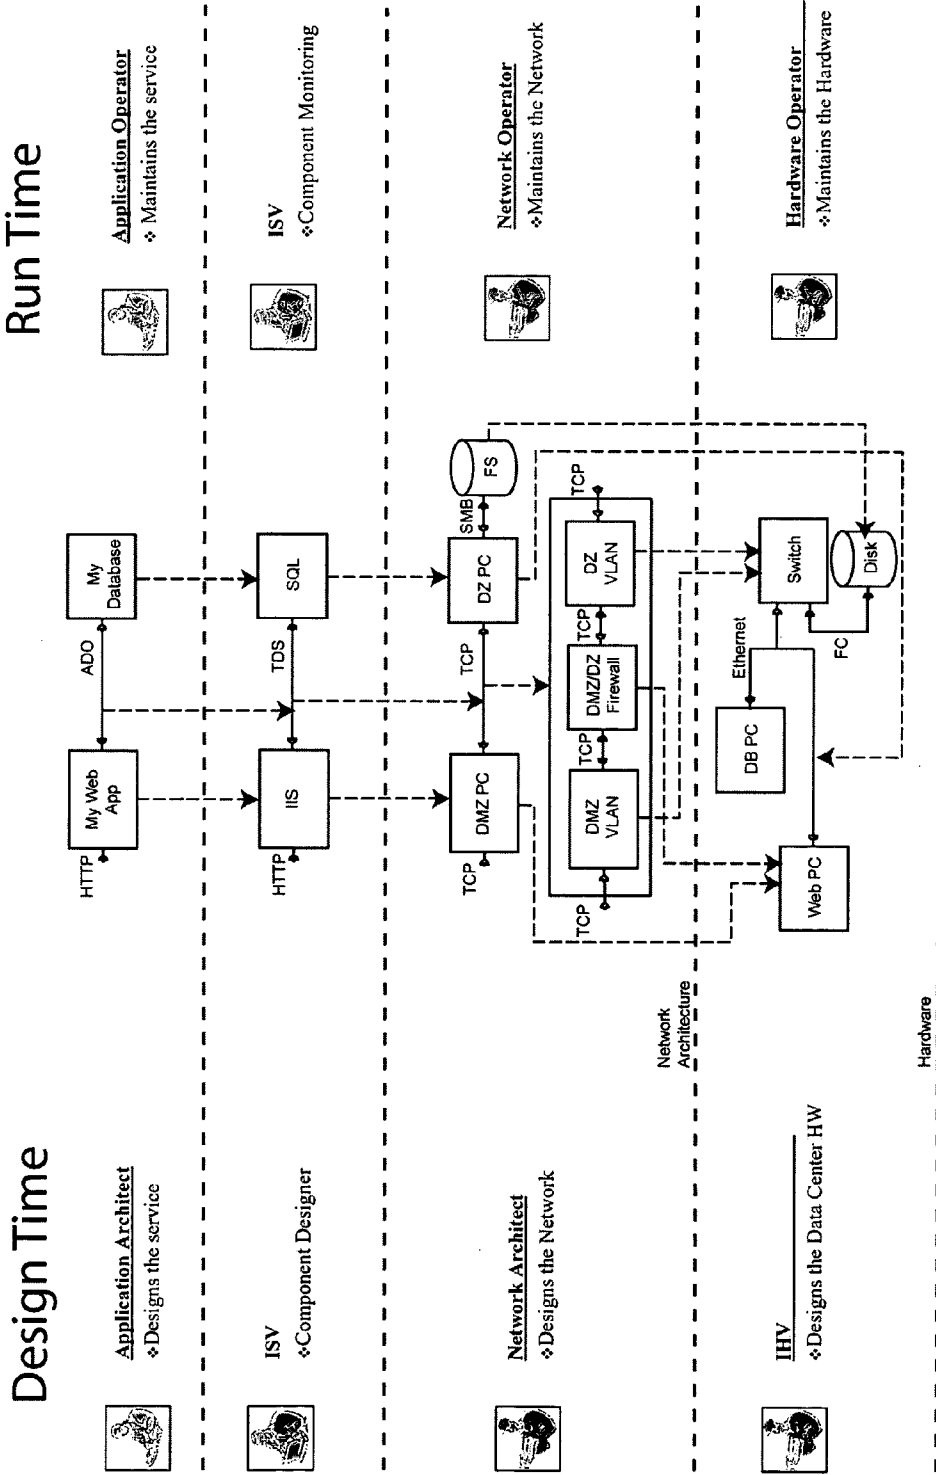 Design Time
Run Time
Application Architect
❖Designs the service
HTTP
My Web
App
ADO
My
Database
Application Operator
❖ Maintains the service
ISV
❖Component Designer
HTTP
IIS
TDS
SQL
ISV
❖Component Monitoring
Network Architect
❖Designs the Network
TCP
DMZ PC
TCP
DZ PC
SMB
FS
TCP
DMZ
VLAN
TCP
DMZ/DZ
Firewall
TCP
DZ
VLAN
TCP
Network Operator
❖Maintains the Network
Network
Architecture
IHV
❖Designs the Data Center HW
Web PC
DB PC
Ethernet
Switch
FC
Disk
Hardware Operator
❖Maintains the Hardware
Hardware